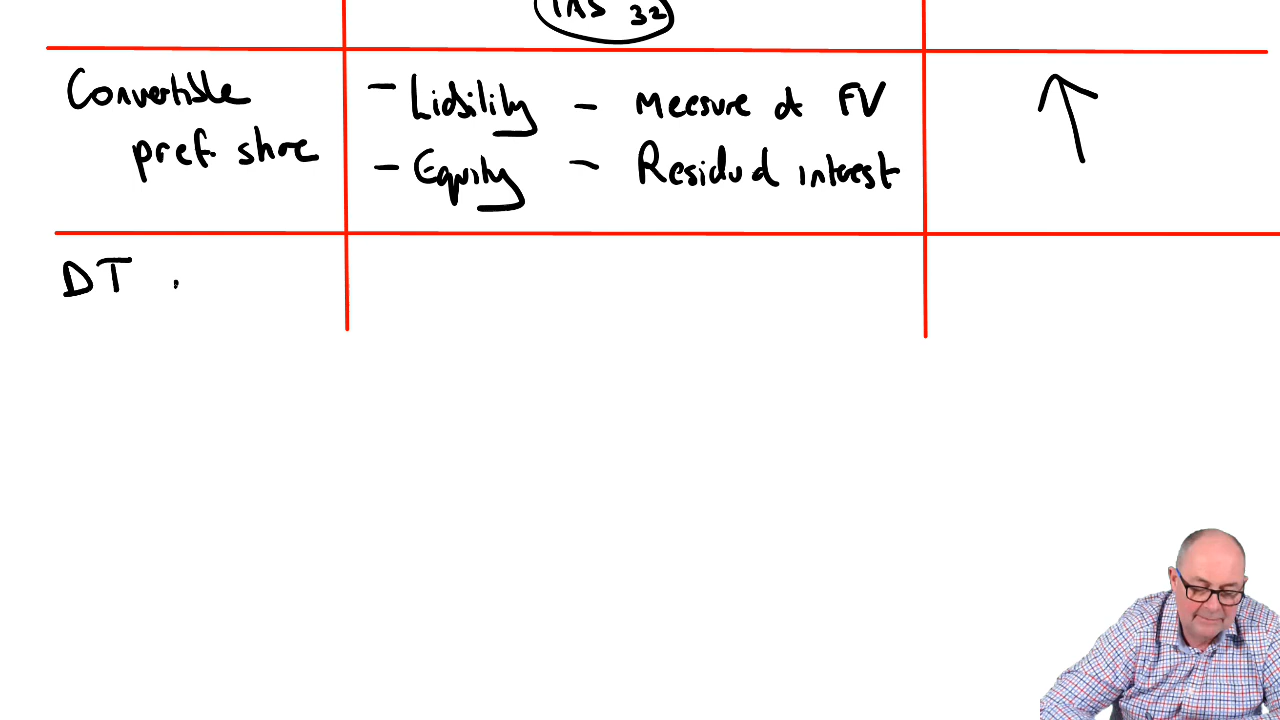 IAS 32
Convertible
pref share
- Liability - Measure at FV
- Equity - Residual interest
DT